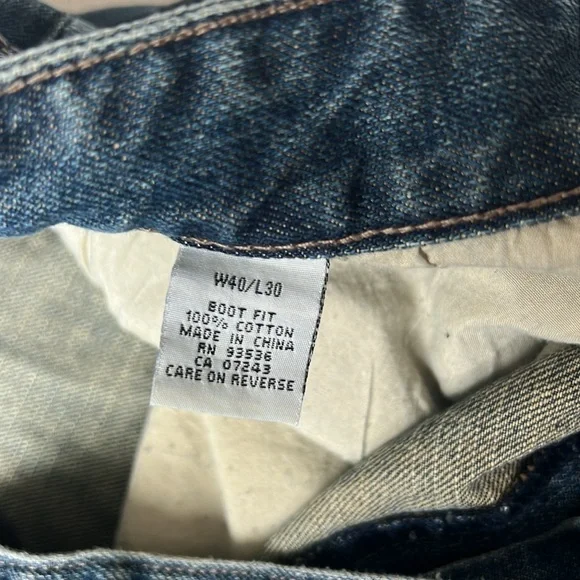 W40/L30
BOOT FIT
100% COTTON
MADE IN CHINA
RN 93536
CA 07243
CARE ON REVERSE